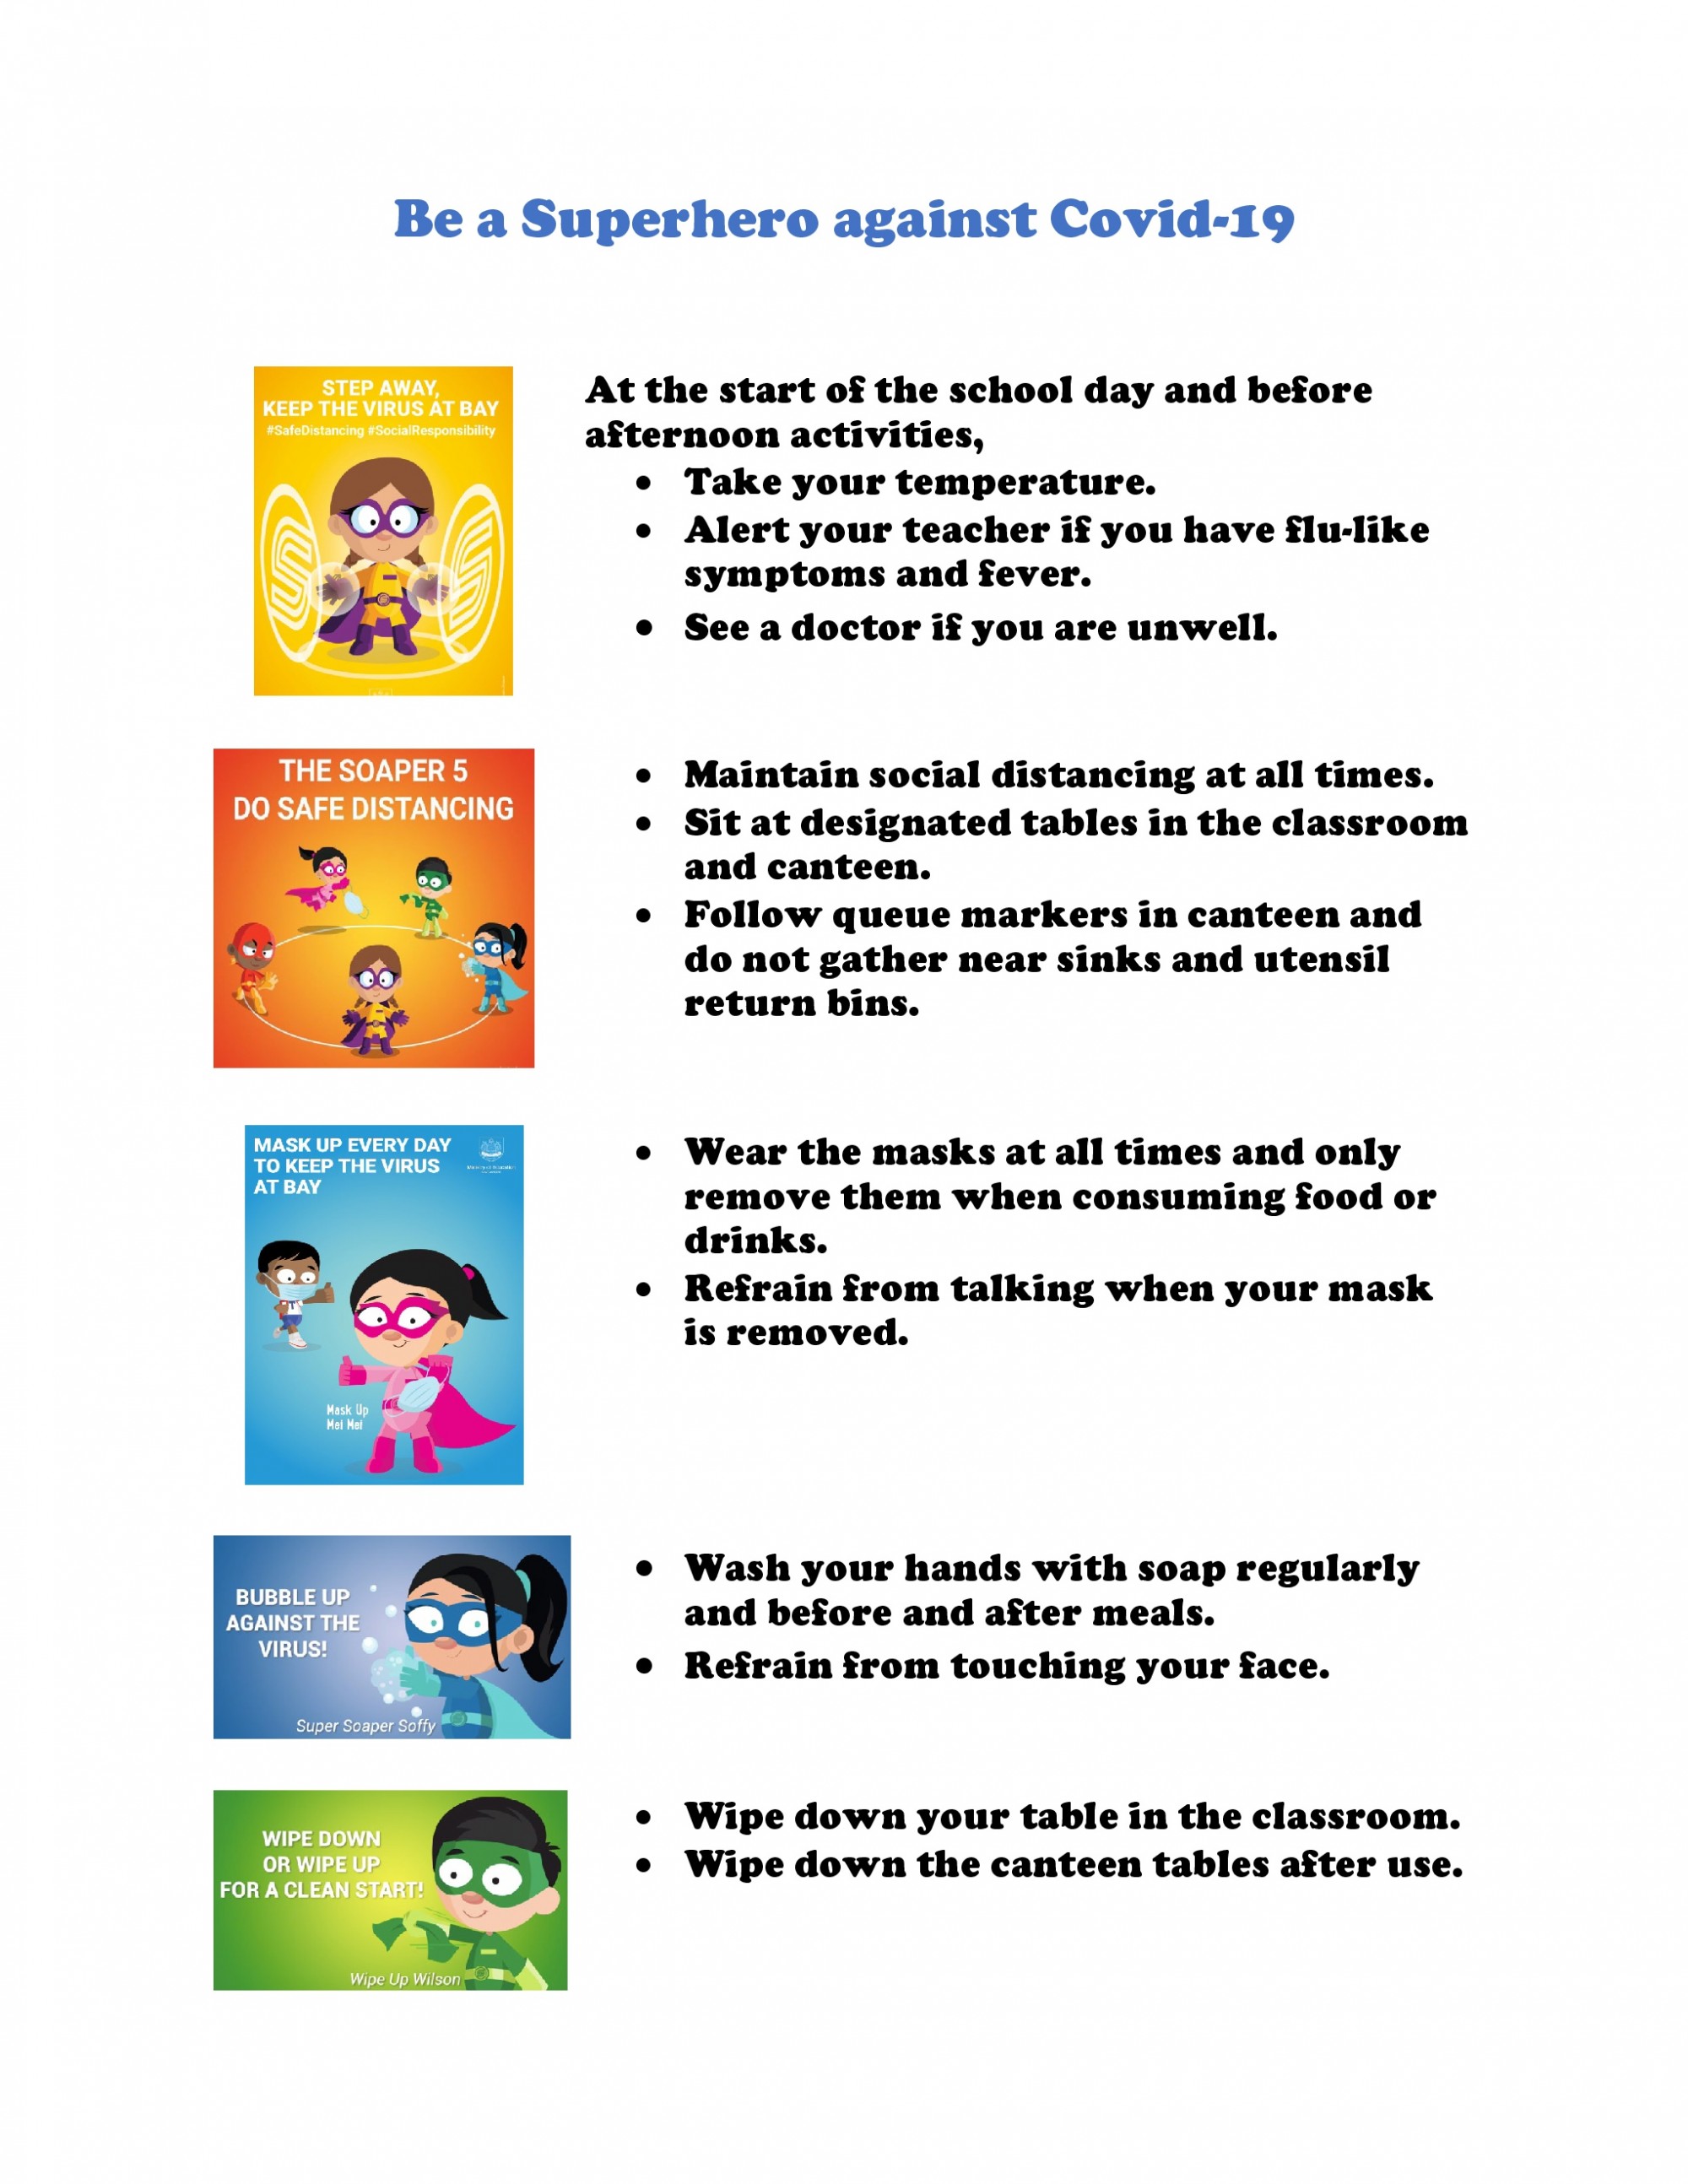 Be a Superhero against Covid-19
STEP AWAY,
KEEP THE VIRUS AT BAY
#SafeDistancing #SocialResponsibility
At the start of the school day and before
afternoon activities,
• Take your temperature.
• Alert your teacher if you have flu-like
symptoms and fever.
• See a doctor if you are unwell.
THE SOAPER 5
DO SAFE DISTANCING
• Maintain social distancing at all times.
• Sit at designated tables in the classroom
and canteen.
• Follow queue markers in canteen and
do not gather near sinks and utensil
return bins.
MASK UP EVERY DAY
TO KEEP THE VIRUS
AT BAY
Mask Up
Mei Mei
• Wear the masks at all times and only
remove them when consuming food or
drinks.
• Refrain from talking when your mask
is removed.
BUBBLE UP
AGAINST THE
VIRUS!
Super Soaper Soffy
• Wash your hands with soap regularly
and before and after meals.
• Refrain from touching your face.
WIPE DOWN
OR WIPE UP
FOR A CLEAN START!
Wipe Up Wilson
• Wipe down your table in the classroom.
• Wipe down the canteen tables after use.